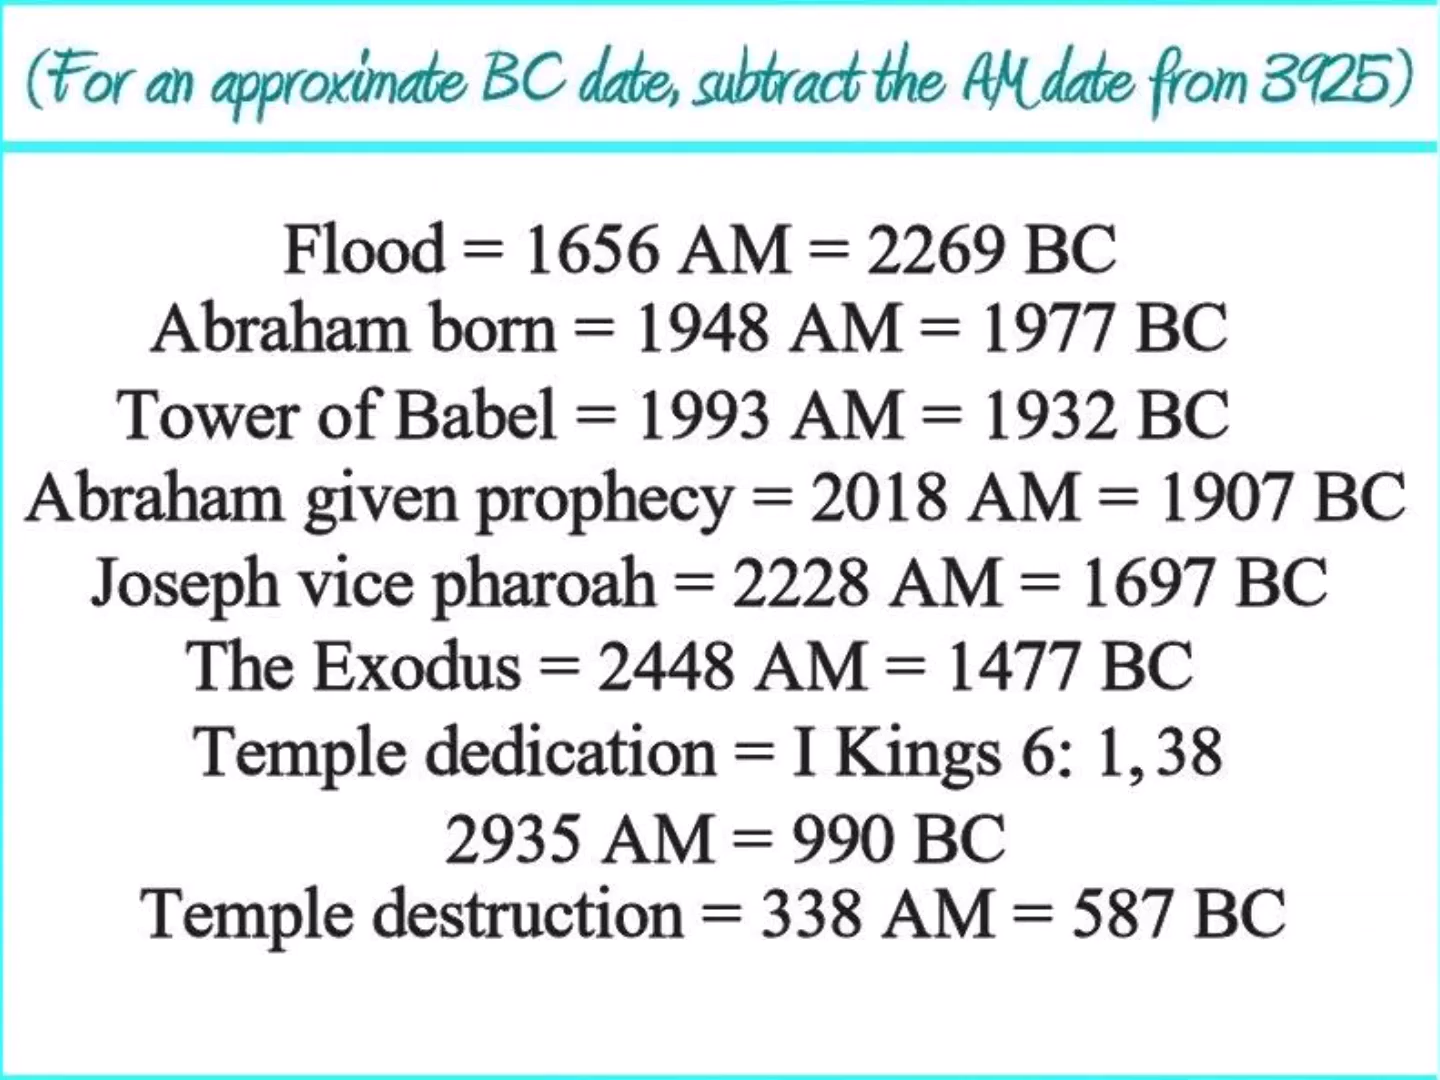 (For an approximate BC date, subtract the AM date from 3925)
Flood = 1656 AM = 2269 BC
Abraham born = 1948 AM = 1977 BC
Tower of Babel = 1993 AM = 1932 BC
Abraham given prophecy = 2018 AM = 1907 BC
Joseph vice pharoah = 2228 AM = 1697 BC
The Exodus = 2448 AM = 1477 BC
Temple dedication = I Kings 6: 1, 38
2935 AM = 990 BC
Temple destruction = 338 AM = 587 BC